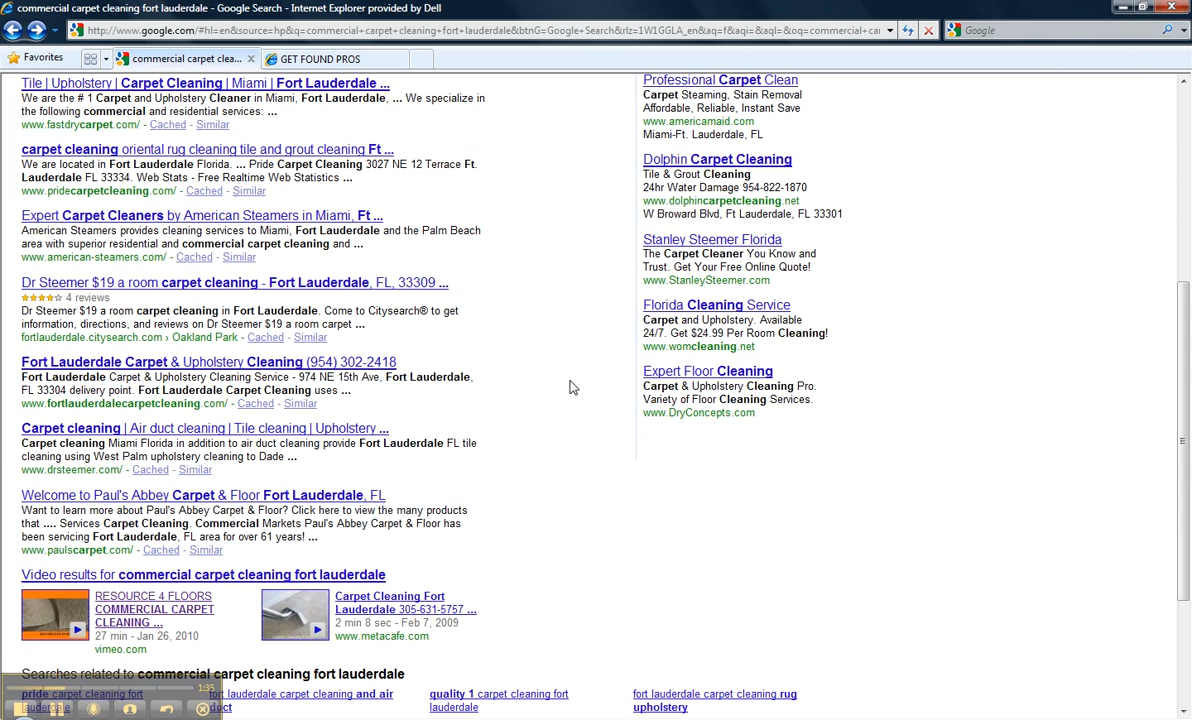 commercial carpet cleaning fort lauderdale - Google Search - Internet Explorer provided by Dell
http://www.google.com/#hl=en&source=hp&q=commercial+carpet+cleaning+fort+lauderdale&btnG=Google+Search&rlz=1W1GGLA_en&aq=f&aqi=&aql=&oq=commercial+ca
Google
Favorites
commercial carpet clea...
GET FOUND PROS
Tile | Upholstery | Carpet Cleaning | Miami | Fort Lauderdale ...
We are the # 1 Carpet and Upholstery Cleaner in Miami, Fort Lauderdale, ... We specialize in
the following commercial and residential services: ...
www.fastdrycarpet.com/ - Cached - Similar
carpet cleaning oriental rug cleaning tile and grout cleaning Ft ...
We are located in Fort Lauderdale Florida. ... Pride Carpet Cleaning 3027 NE 12 Terrace Ft.
Lauderdale FL 33334. Web Stats - Free Realtime Web Statistics ...
www.pridecarpetcleaning.com/ - Cached - Similar
Expert Carpet Cleaners by American Steamers in Miami, Ft ...
American Steamers provides cleaning services to Miami, Fort Lauderdale and the Palm Beach
area with superior residential and commercial carpet cleaning and ...
www.american-steamers.com/ - Cached - Similar
Dr Steemer $19 a room carpet cleaning - Fort Lauderdale, FL, 33309 ...
4 reviews
Dr Steemer $19 a room carpet cleaning in Fort Lauderdale. Come to Citysearch® to get
information, directions, and reviews on Dr Steemer $19 a room carpet ...
fortlauderdale.citysearch.com › Oakland Park - Cached - Similar
Fort Lauderdale Carpet & Upholstery Cleaning (954) 302-2418
Fort Lauderdale Carpet & Upholstery Cleaning Service - 974 NE 15th Ave, Fort Lauderdale,
FL 33304 delivery point. Fort Lauderdale Carpet Cleaning uses ...
www.fortlauderdalecarpetcleaning.com/ - Cached - Similar
Carpet cleaning | Air duct cleaning | Tile cleaning | Upholstery ...
Carpet cleaning Miami Florida in addition to air duct cleaning provide Fort Lauderdale FL tile
cleaning using West Palm upholstery cleaning to Dade ...
www.drsteemer.com/ - Cached - Similar
Welcome to Paul's Abbey Carpet & Floor Fort Lauderdale, FL
Want to learn more about Paul's Abbey Carpet & Floor? Click here to view the many products
that .... Services Carpet Cleaning. Commercial Markets Paul's Abbey Carpet & Floor has
been servicing Fort Lauderdale, FL area for over 61 years! ...
www.paulscarpet.com/ - Cached - Similar
Video results for commercial carpet cleaning fort lauderdale
RESOURCE 4 FLOORS
COMMERCIAL CARPET
CLEANING ...
27 min - Jan 26, 2010
vimeo.com
Carpet Cleaning Fort
Lauderdale 305-631-5757 ...
2 min 8 sec - Feb 7, 2009
www.metacafe.com
Searches related to commercial carpet cleaning fort lauderdale
pride carpet cleaning fort
lauderdale
fort lauderdale carpet cleaning and air
duct
quality 1 carpet cleaning fort
lauderdale
fort lauderdale carpet cleaning rug
upholstery
1:35
Professional Carpet Clean
Carpet Steaming, Stain Removal
Affordable, Reliable, Instant Save
www.americamaid.com
Miami-Ft. Lauderdale, FL
Dolphin Carpet Cleaning
Tile & Grout Cleaning
24hr Water Damage 954-822-1870
www.dolphincarpetcleaning.net
W Broward Blvd, Ft Lauderdale, FL 33301
Stanley Steemer Florida
The Carpet Cleaner You Know and
Trust. Get Your Free Online Quote!
www.StanleySteemer.com
Florida Cleaning Service
Carpet and Upholstery. Available
24/7. Get $24.99 Per Room Cleaning!
www.womcleaning.net
Expert Floor Cleaning
Carpet & Upholstery Cleaning Pro.
Variety of Floor Cleaning Services.
www.DryConcepts.com